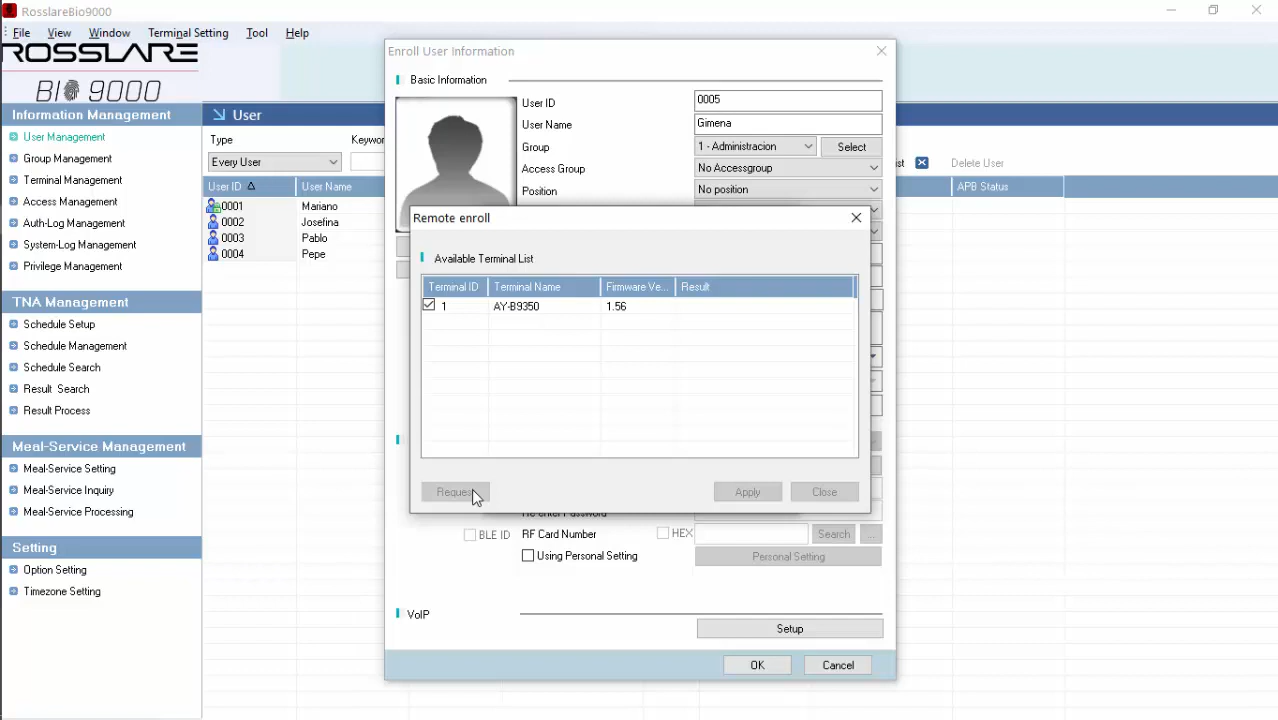 RosslareBio9000
File View Window Terminal Setting Tool Help
ROSSLARE
BIO 9000
Information Management
User Management
Group Management
Terminal Management
Access Management
Auth-Log Management
System-Log Management
Privilege Management
TNA Management
Schedule Setup
Schedule Management
Schedule Search
Result Search
Result Process
Meal-Service Management
Meal-Service Setting
Meal-Service Inquiry
Meal-Service Processing
Setting
Option Setting
Timezone Setting
User
Type
Every User
User ID User Name
0001 Mariano
0002 Josefina
0003 Pablo
0004 Pepe
Delete User
APB Status
Enroll User Information
Basic Information
User ID 0005
User Name Gimena
Group 1 - Administracion Select
Access Group No Accessgroup
Position No position
Remote enroll
Available Terminal List
Terminal ID Terminal Name Firmware Ve... Result
1 AY-B9350 1.56
Apply Close
BLE ID RF Card Number HEX Search ...
Using Personal Setting Personal Setting
VoIP
Setup
OK Cancel